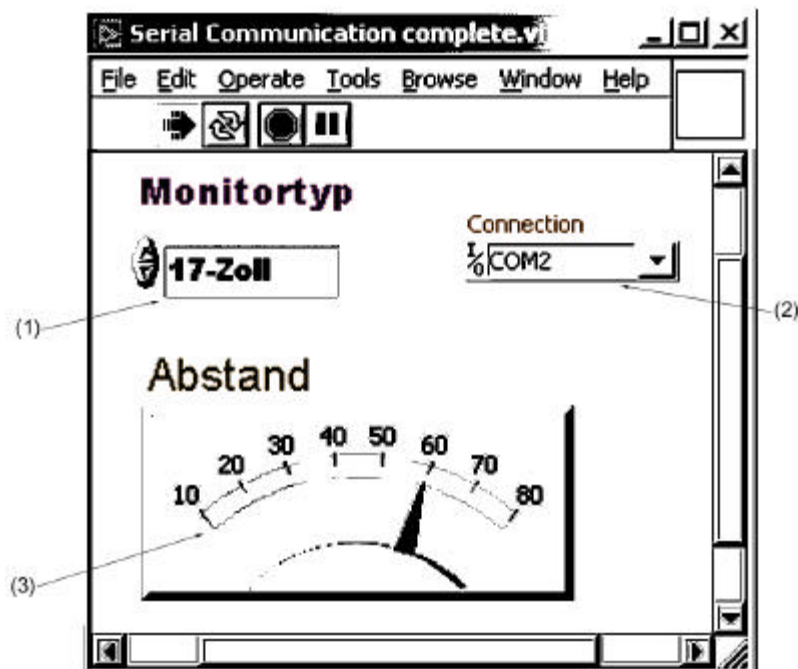 Serial Communication complete.vi
File Edit Operate Tools Browse Window Help
Monitortyp
Connection
17-Zoll
I/O COM2
(1)
(2)
Abstand
10 20 30 40 50 60 70 80
(3)